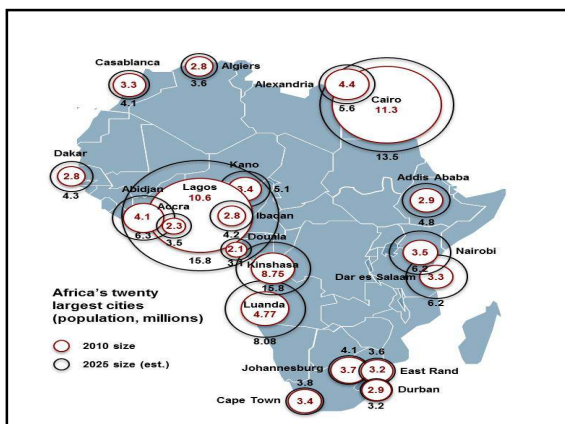 Casablanca
3.3
4.1
2.8
Algiers
3.6
Alexandria
4.4
5.6
Cairo
11.3
13.5
Dakar
2.8
4.3
Kano
3.4
5.1
Lagos
10.6
15.8
Abidjan
4.1
6.3
Accra
2.3
3.5
2.8
Ibadan
4.2
Douala
2.1
3.1
Addis Ababa
2.9
4.8
3.5
Nairobi
6.2
Dar es Salaam
3.3
6.2
Kinshasa
8.75
15.8
Luanda
4.77
8.08
Africa's twenty
largest cities
(population, millions)
2010 size
2025 size (est.)
4.1
Johannesburg
3.7
3.6
3.2
East Rand
2.9
Durban
3.2
3.8
Cape Town
3.4